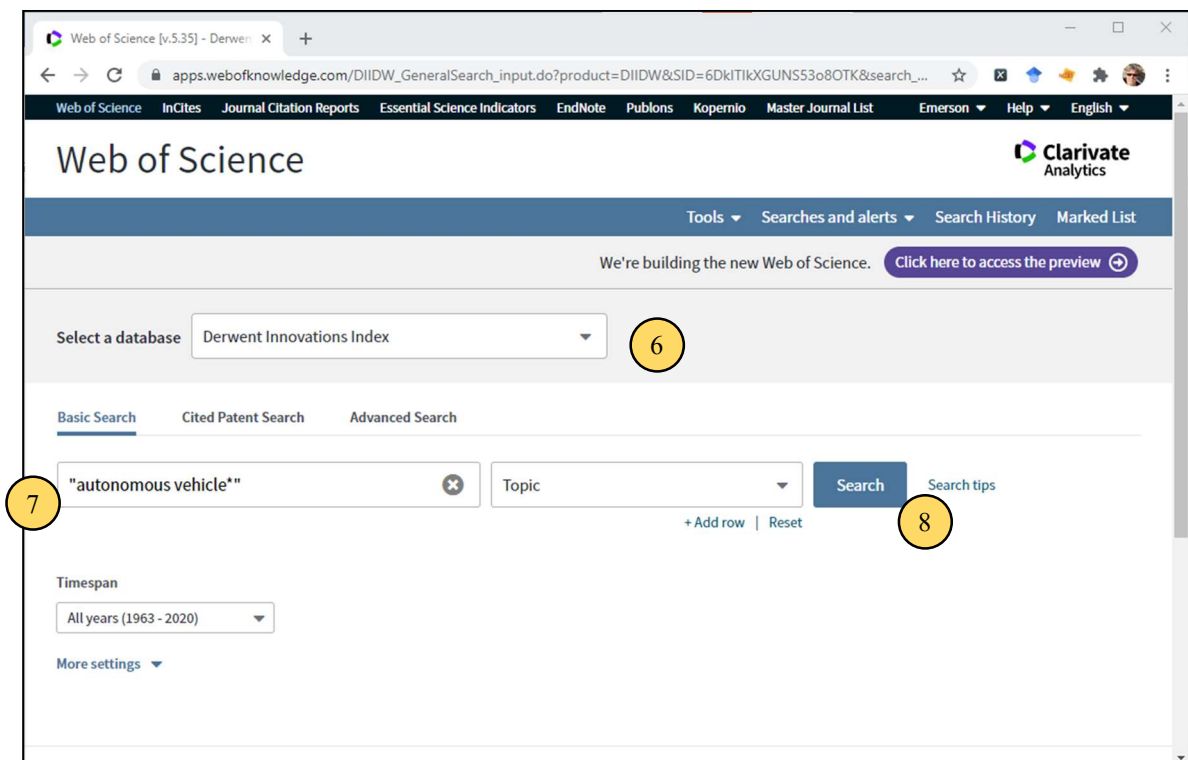 Web of Science [v.5.35] - Derwen
apps.webofknowledge.com/DIIDW_GeneralSearch_input.do?product=DIIDW&SID=6DkITIkXGUNS53o8OTK&search_...
Web of Science InCites Journal Citation Reports Essential Science Indicators EndNote Publons Kopernio Master Journal List Emerson Help English
Web of Science
Clarivate
Analytics
Tools Searches and alerts Search History Marked List
We're building the new Web of Science. Click here to access the preview
Select a database Derwent Innovations Index
6
Basic Search Cited Patent Search Advanced Search
7 "autonomous vehicle*" Topic Search Search tips
+ Add row | Reset
8
Timespan
All years (1963 - 2020)
More settings